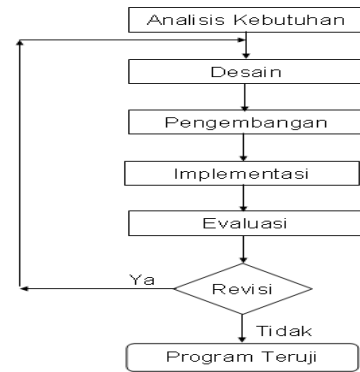 Analisis Kebutuhan
Desain
Pengembangan
Implementasi
Evaluasi
Ya
Revisi
Tidak
Program Teruji